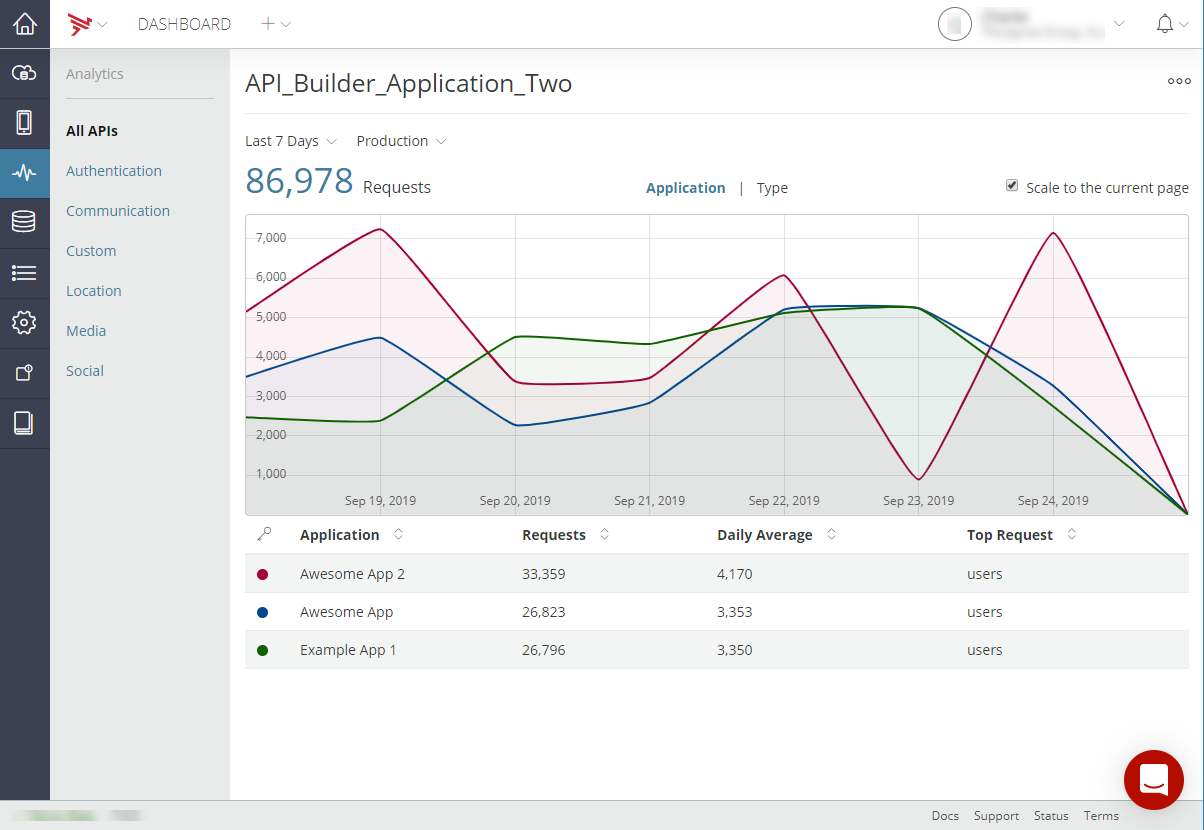 DASHBOARD
Analytics
All APIs
Authentication
Communication
Custom
Location
Media
Social
API_Builder_Application_Two
Last 7 Days Production
86,978 Requests Application | Type Scale to the current page
7,000
6,000
5,000
4,000
3,000
2,000
1,000
Sep 19, 2019 Sep 20, 2019 Sep 21, 2019 Sep 22, 2019 Sep 23, 2019 Sep 24, 2019
Application Requests Daily Average Top Request
Awesome App 2 33,359 4,170 users
Awesome App 26,823 3,353 users
Example App 1 26,796 3,350 users
Docs Support Status Terms